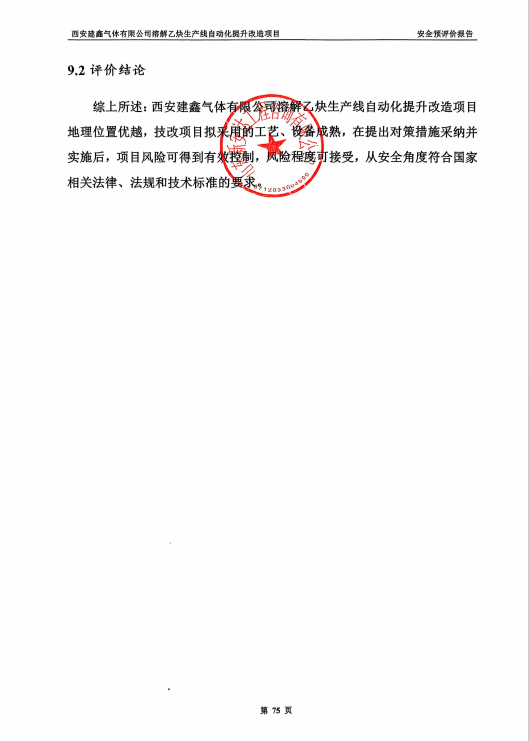 西安建鑫气体有限公司溶解乙炔生产线自动化提升改造项目 安全预评价报告
9.2 评价结论
综上所述：西安建鑫气体有限公司溶解乙炔生产线自动化提升改造项目
地理位置优越，技改项目拟采用的工艺、设备成熟，在提出对策措施采纳并
实施后，项目风险可得到有效控制，风险程度可接受，从安全角度符合国家
相关法律、法规和技术标准的要求。
第 75 页